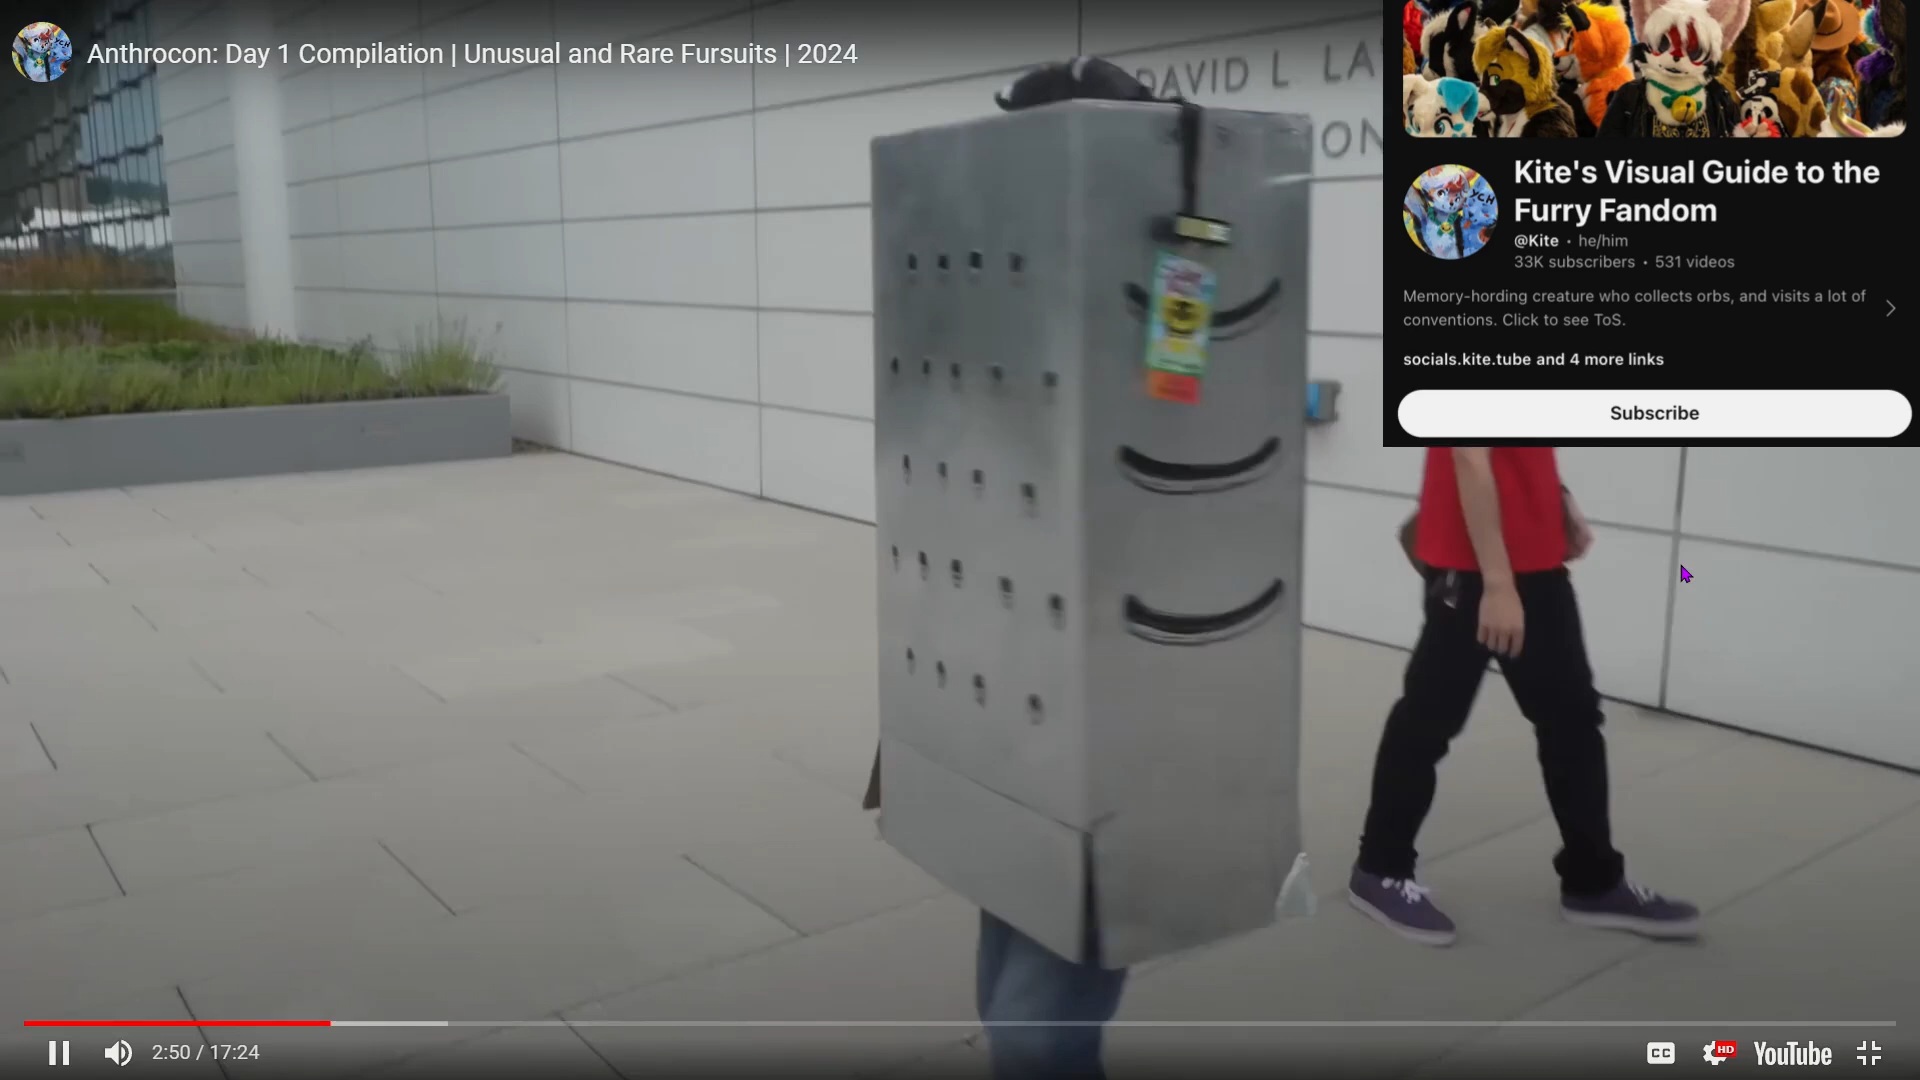 Anthrocon: Day 1 Compilation | Unusual and Rare Fursuits | 2024
DAVID L LA
ON
Kite's Visual Guide to the
Furry Fandom
@Kite • he/him
33K subscribers • 531 videos
Memory-hording creature who collects orbs, and visits a lot of
conventions. Click to see ToS.
socials.kite.tube and 4 more links
Subscribe
2:50 / 17:24
CC
HD
YouTube